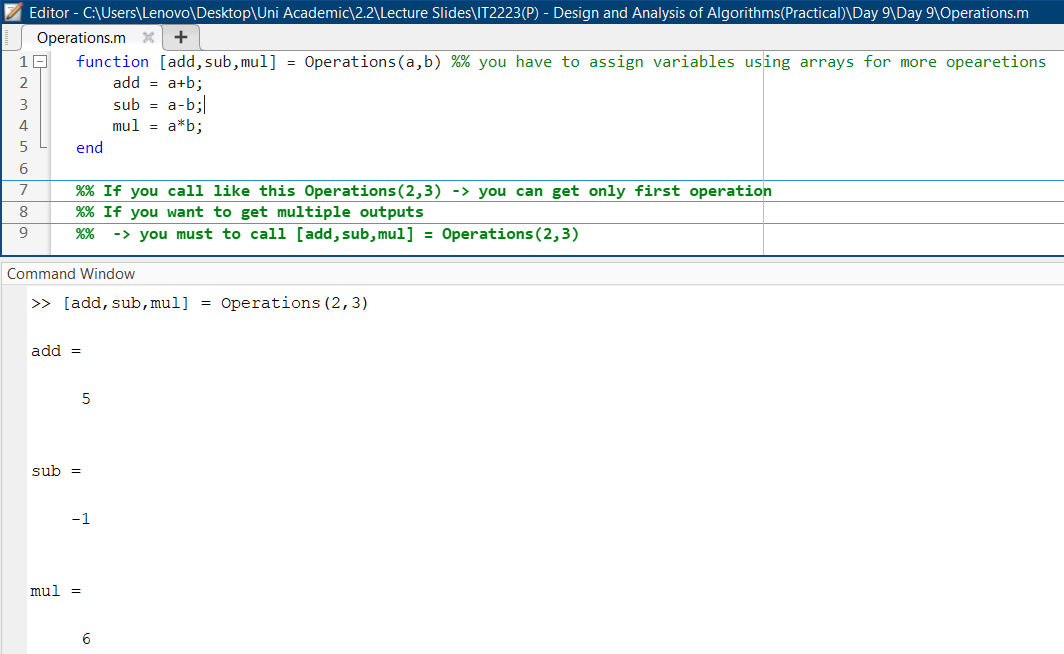 Editor - C:\Users\Lenovo\Desktop\Uni Academic\2.2\Lecture Slides\IT2223(P) - Design and Analysis of Algorithms(Practical)\Day 9\Day 9\Operations.m
Operations.m
1 function [add,sub,mul] = Operations(a,b) %% you have to assign variables using arrays for more opearetions
2 add = a+b;
3 sub = a-b;
4 mul = a*b;
5 end
6
7 %% If you call like this Operations(2,3) -> you can get only first operation
8 %% If you want to get multiple outputs
9 %% -> you must to call [add,sub,mul] = Operations(2,3)
Command Window
>> [add,sub,mul] = Operations(2,3)
add =
5
sub =
-1
mul =
6